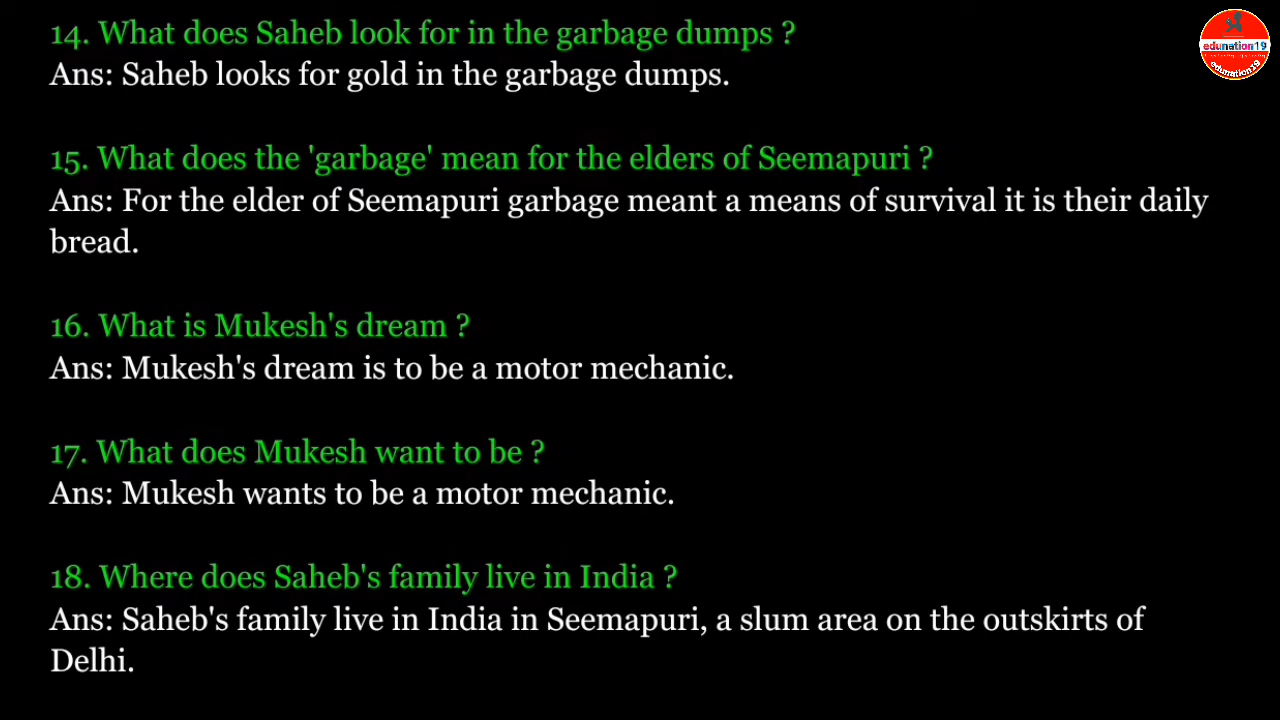 14. What does Saheb look for in the garbage dumps ?
Ans: Saheb looks for gold in the garbage dumps.
15. What does the 'garbage' mean for the elders of Seemapuri ?
Ans: For the elder of Seemapuri garbage meant a means of survival it is their daily
bread.
16. What is Mukesh's dream ?
Ans: Mukesh's dream is to be a motor mechanic.
17. What does Mukesh want to be ?
Ans: Mukesh wants to be a motor mechanic.
18. Where does Saheb's family live in India ?
Ans: Saheb's family live in India in Seemapuri, a slum area on the outskirts of
Delhi.
edunation19
edunation19